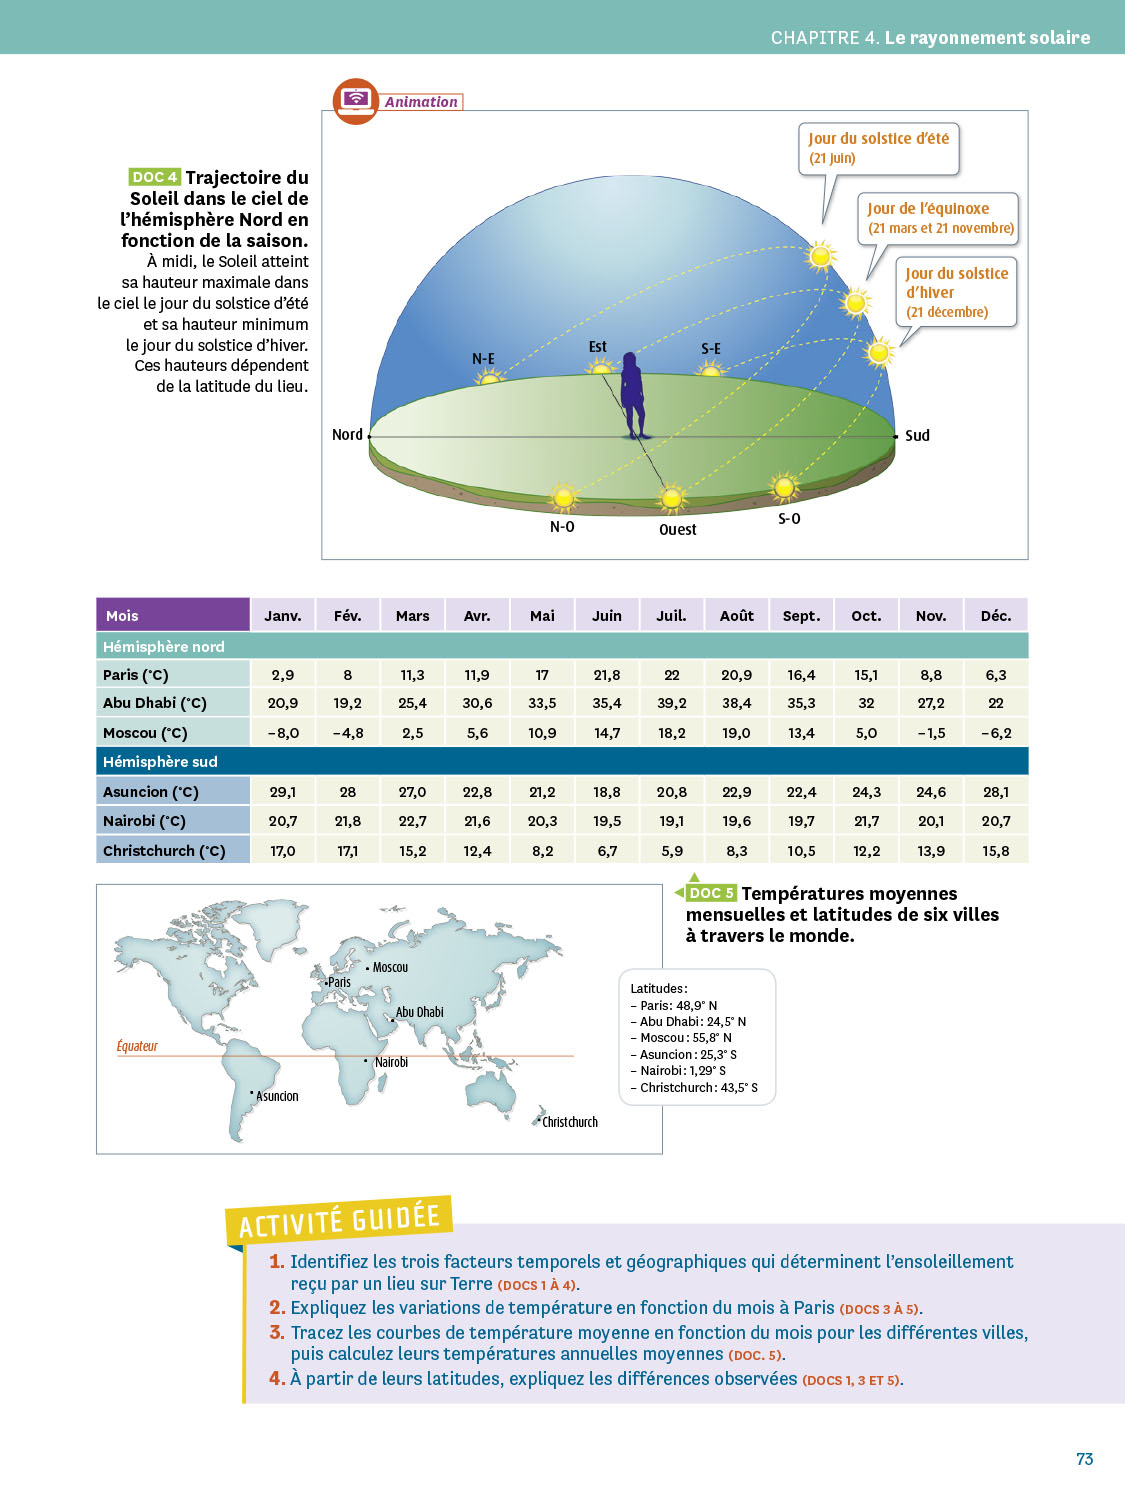 CHAPITRE 4. Le rayonnement solaire
Animation
DOC 4 Trajectoire du
Soleil dans le ciel de
l'hémisphère Nord en
fonction de la saison.
À midi, le Soleil atteint
sa hauteur maximale dans
le ciel le jour du solstice d'été
et sa hauteur minimum
le jour du solstice d'hiver.
Ces hauteurs dépendent
de la latitude du lieu.
Jour du solstice d'été
(21 juin)
Jour de l'équinoxe
(21 mars et 21 novembre)
Jour du solstice
d'hiver
(21 décembre)
N-E
Est
S-E
Nord
Sud
N-O
Ouest
S-O
Mois Janv. Fév. Mars Avr. Mai Juin Juil. Août Sept. Oct. Nov. Déc.
Hémisphère nord
Paris (°C) 2,9 8 11,3 11,9 17 21,8 22 20,9 16,4 15,1 8,8 6,3
Abu Dhabi (°C) 20,9 19,2 25,4 30,6 33,5 35,4 39,2 38,4 35,3 32 27,2 22
Moscou (°C) –8,0 –4,8 2,5 5,6 10,9 14,7 18,2 19,0 13,4 5,0 –1,5 –6,2
Hémisphère sud
Asuncion (°C) 29,1 28 27,0 22,8 21,2 18,8 20,8 22,9 22,4 24,3 24,6 28,1
Nairobi (°C) 20,7 21,8 22,7 21,6 20,3 19,5 19,1 19,6 19,7 21,7 20,1 20,7
Christchurch (°C) 17,0 17,1 15,2 12,4 8,2 6,7 5,9 8,3 10,5 12,2 13,9 15,8
DOC 5 Températures moyennes
mensuelles et latitudes de six villes
à travers le monde.
Moscou
Paris
Abu Dhabi
Équateur
Nairobi
Asuncion
Christchurch
Latitudes :
– Paris : 48,9° N
– Abu Dhabi : 24,5° N
– Moscou : 55,8° N
– Asuncion : 25,3° S
– Nairobi : 1,29° S
– Christchurch : 43,5° S
ACTIVITÉ GUIDÉE
1. Identifiez les trois facteurs temporels et géographiques qui déterminent l'ensoleillement
reçu par un lieu sur Terre (DOCS 1 À 4).
2. Expliquez les variations de température en fonction du mois à Paris (DOCS 3 À 5).
3. Tracez les courbes de température moyenne en fonction du mois pour les différentes villes,
puis calculez leurs températures annuelles moyennes (DOC. 5).
4. À partir de leurs latitudes, expliquez les différences observées (DOCS 1, 3 ET 5).
73